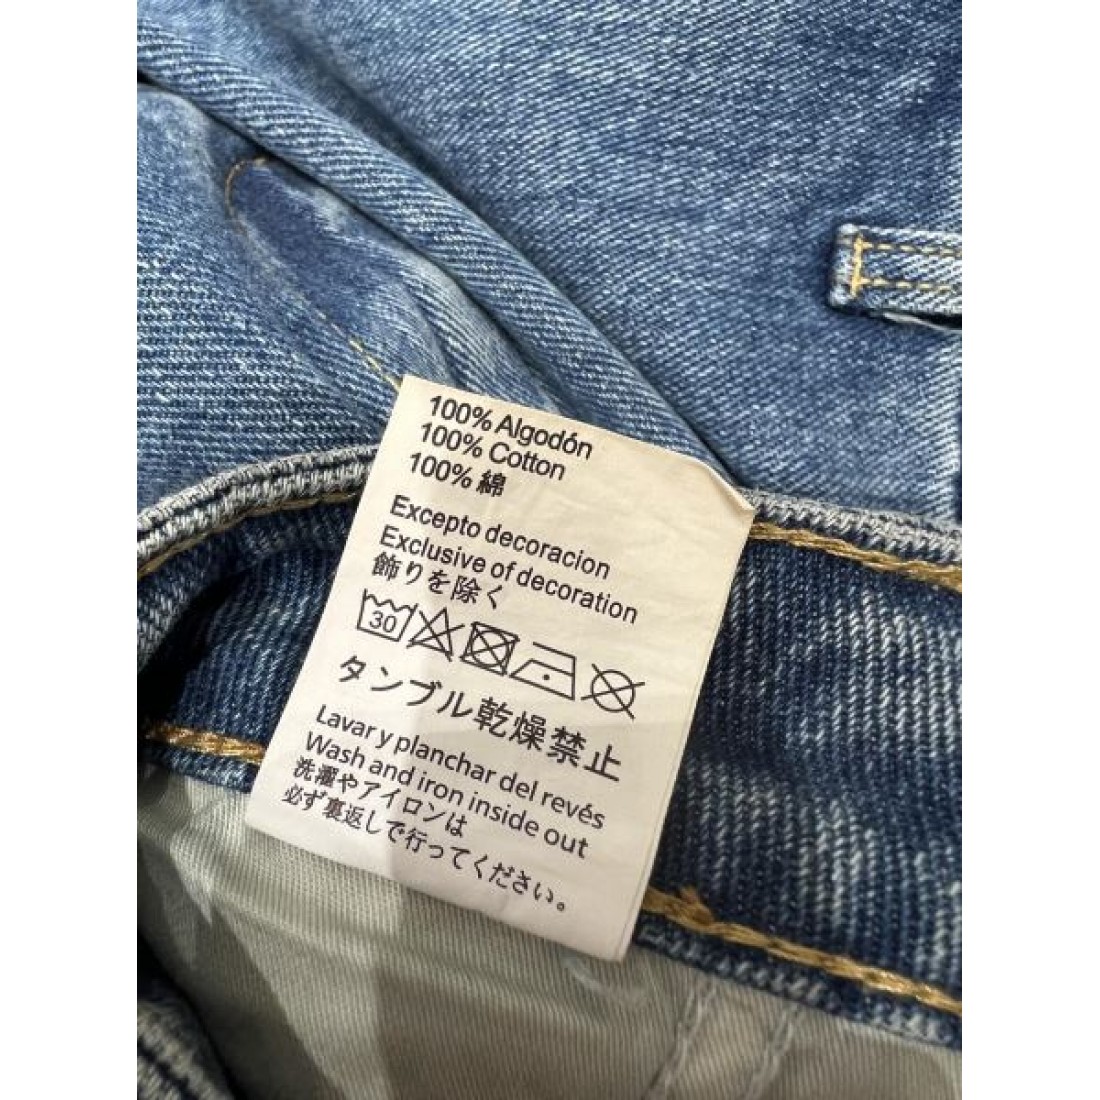 100% Algodón
100% Cotton
100% 綿
Excepto decoracion
Exclusive of decoration
飾りを除く
30
タンブル乾燥禁止
Lavar y planchar del revés
Wash and iron inside out
洗濯やアイロンは
必ず裏返しで行ってください。